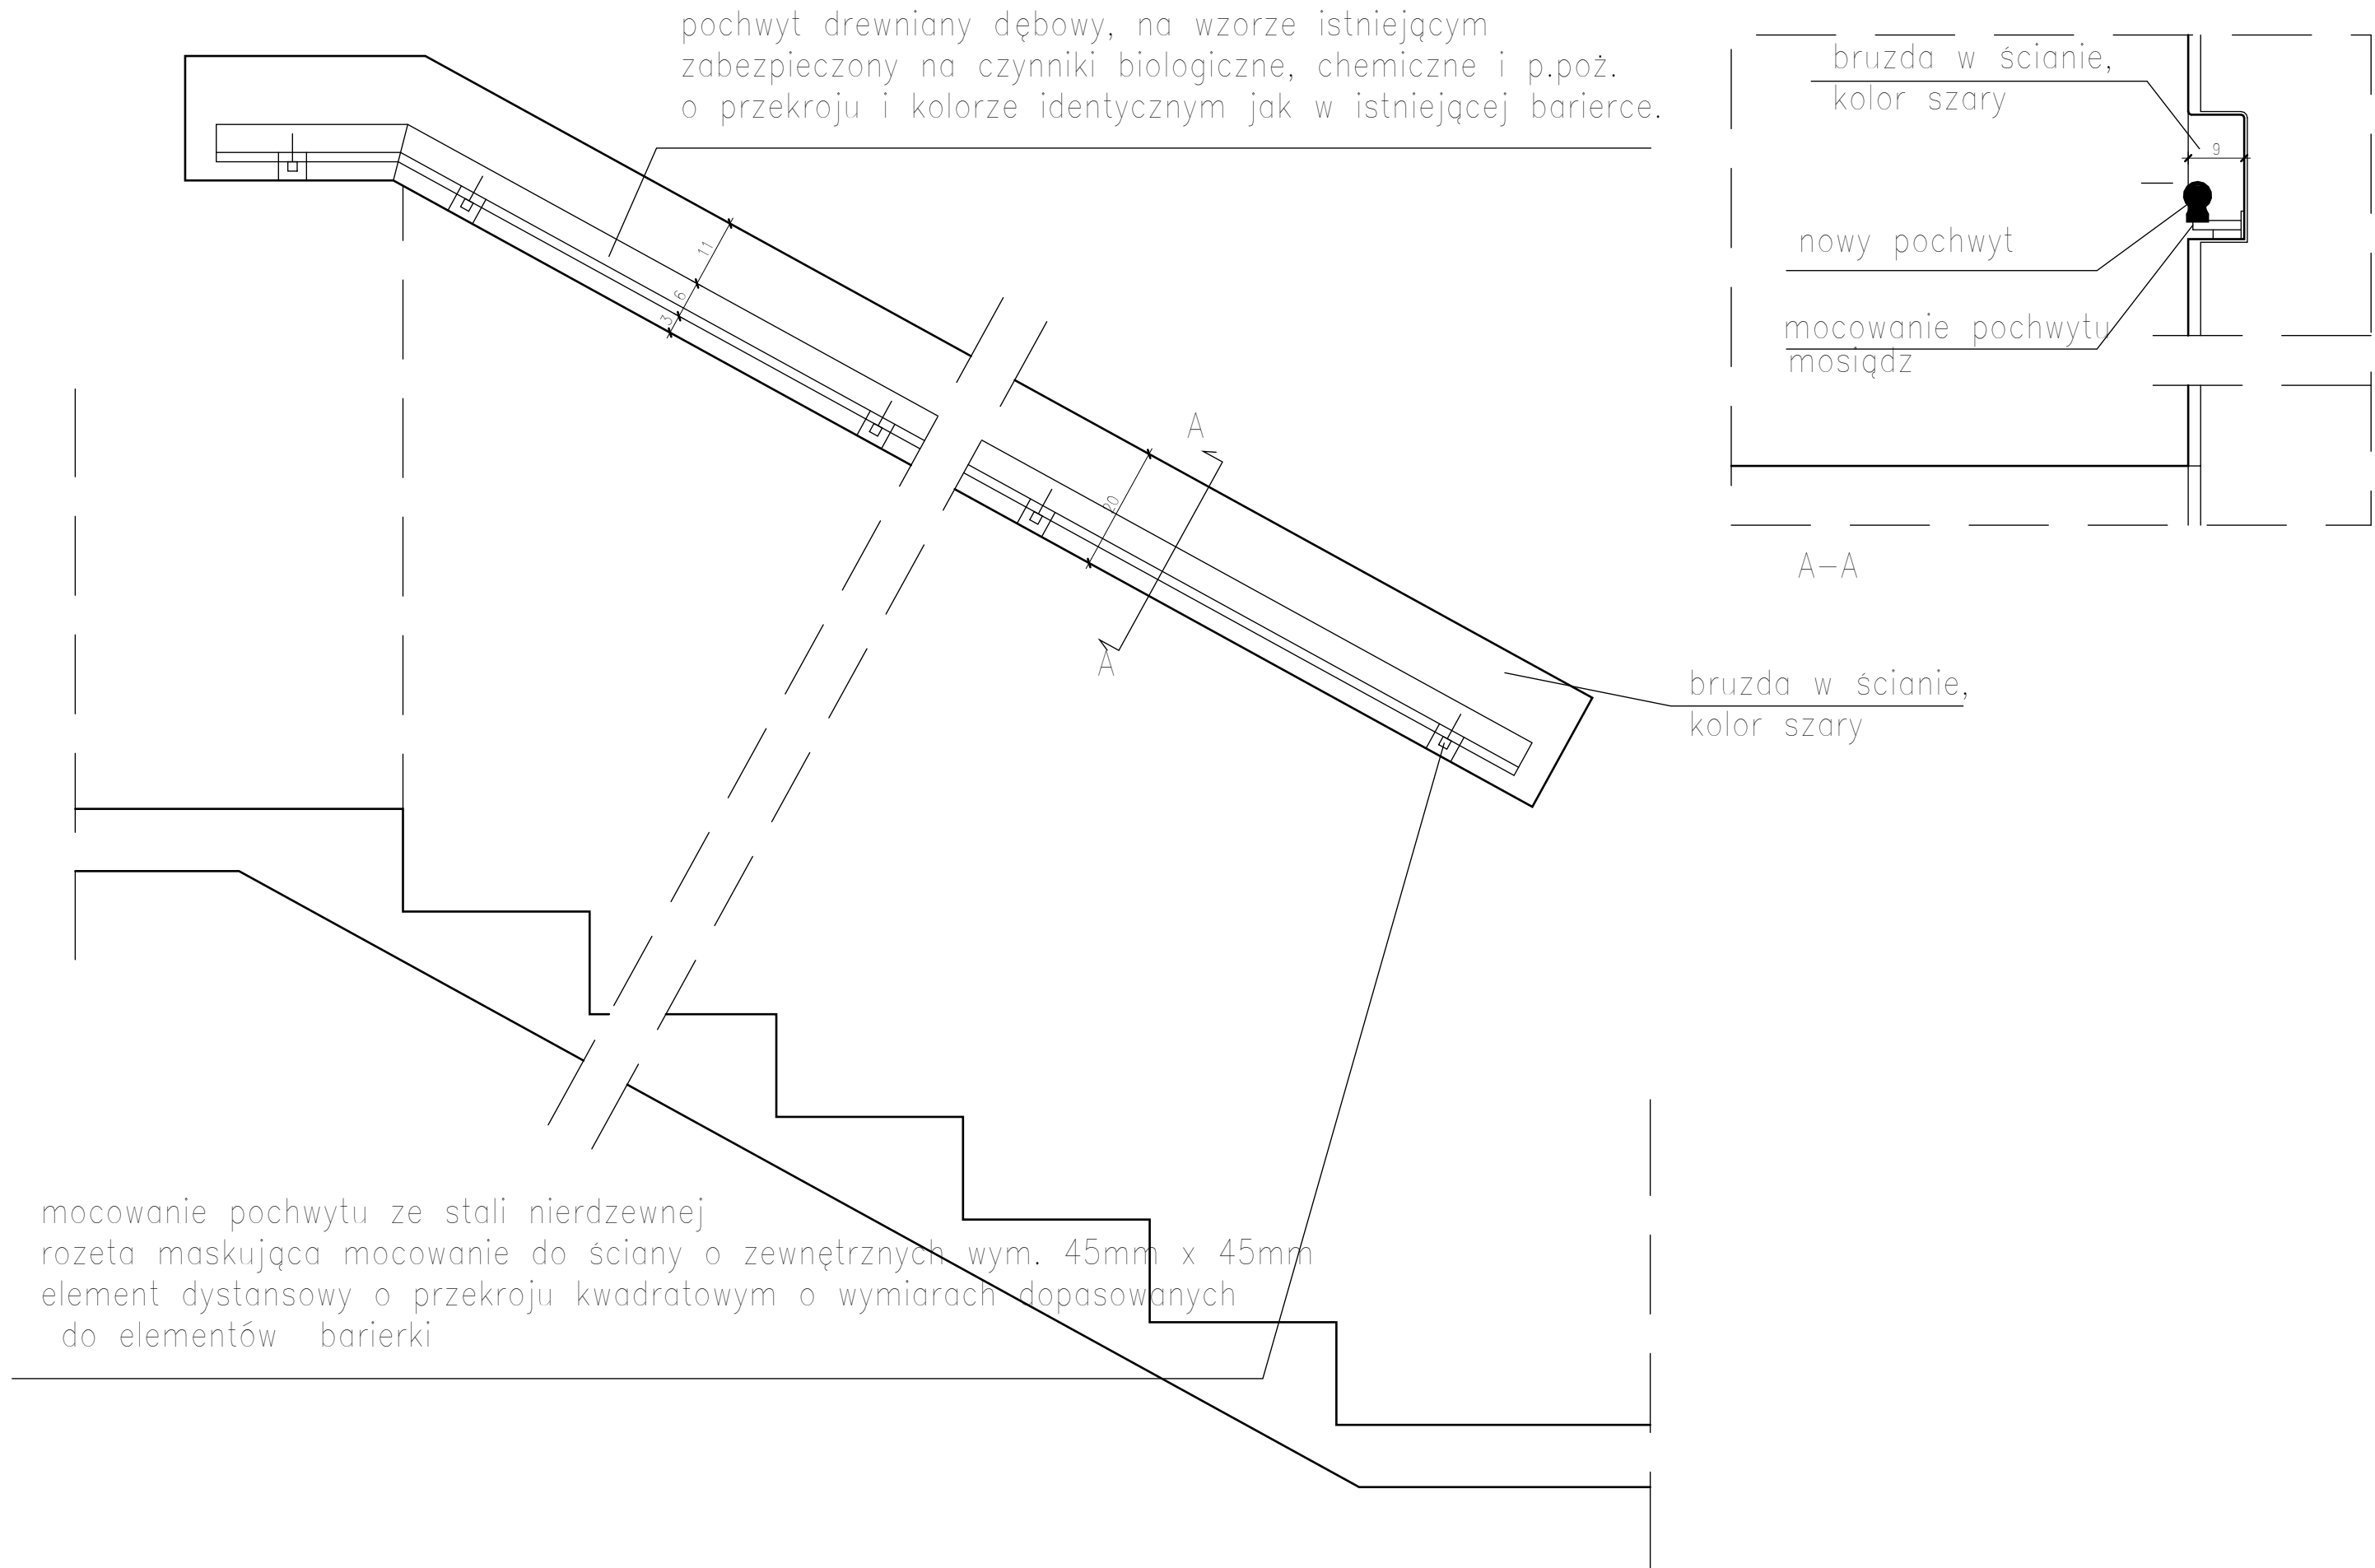 pochwyt drewniany dębowy, na wzorze istniejącym
zabezpieczony na czynniki biologiczne, chemiczne i p.poż.
o przekroju i kolorze identycznym jak w istniejącej barierce.
bruzda w ścianie,
kolor szary
9
nowy pochwyt
mocowanie pochwytu
mosiądz
A-A
11
6
3
A
20
A
bruzda w ścianie,
kolor szary
mocowanie pochwytu ze stali nierdzewnej
rozeta maskująca mocowanie do ściany o zewnętrznych wym. 45mm x 45mm
element dystansowy o przekroju kwadratowym o wymiarach dopasowanych
do elementów barierki